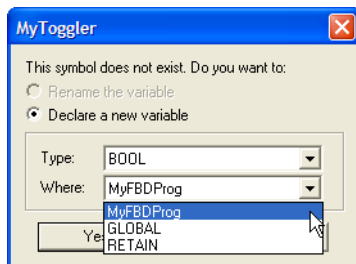 MyToggler
This symbol does not exist. Do you want to:
Rename the variable
Declare a new variable
Type: BOOL
Where: MyFBDProg
MyFBDProg
GLOBAL
RETAIN